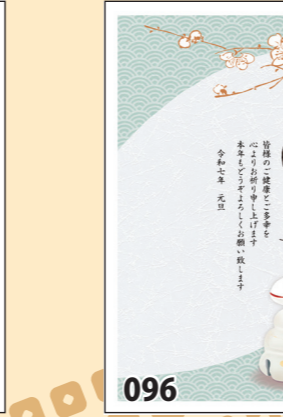 皆様のご健康とご多幸を
心よりお祈り申し上げます
本年もどうぞよろしくお願い致します
令和七年 元旦
096